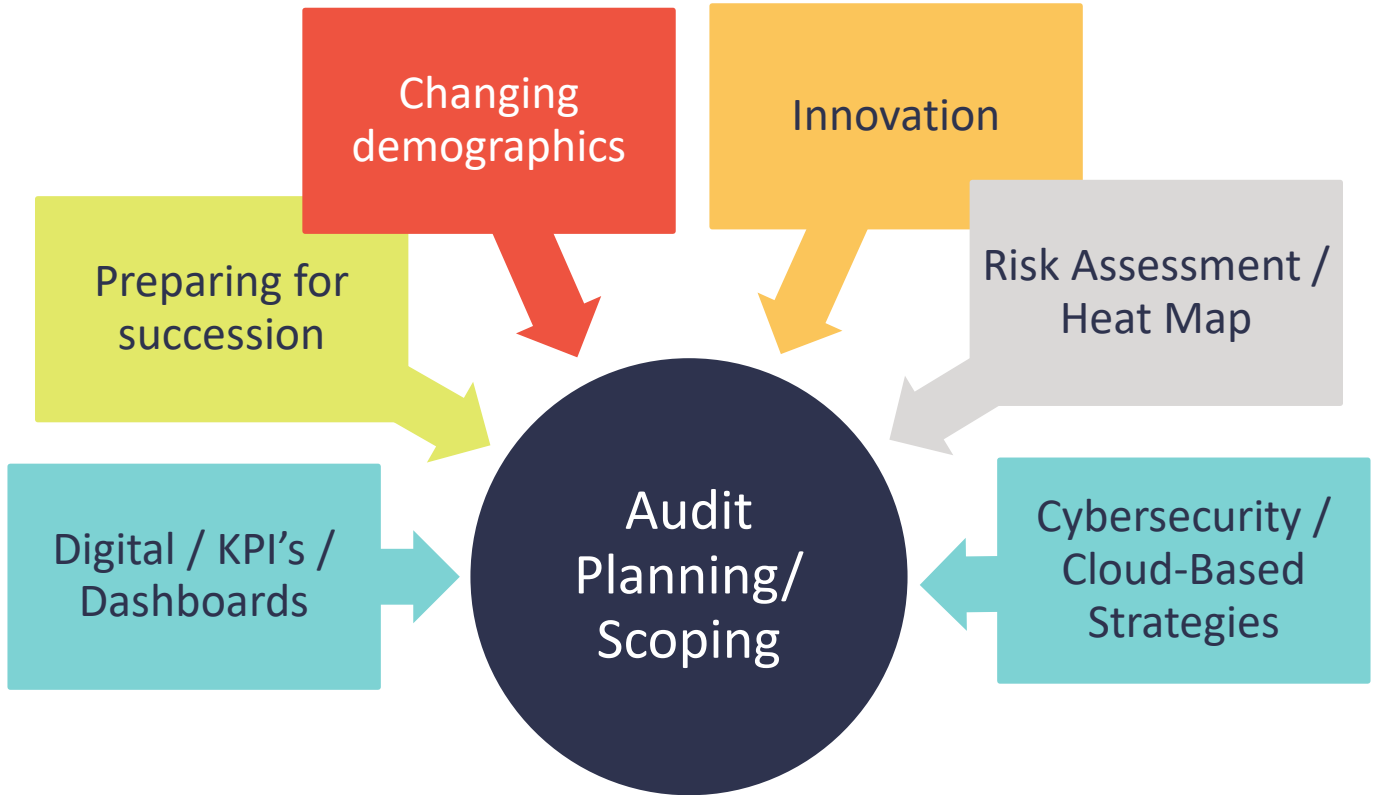 Changing
demographics
Innovation
Preparing for
succession
Risk Assessment /
Heat Map
Digital / KPI’s /
Dashboards
Audit
Planning/
Scoping
Cybersecurity /
Cloud-Based
Strategies